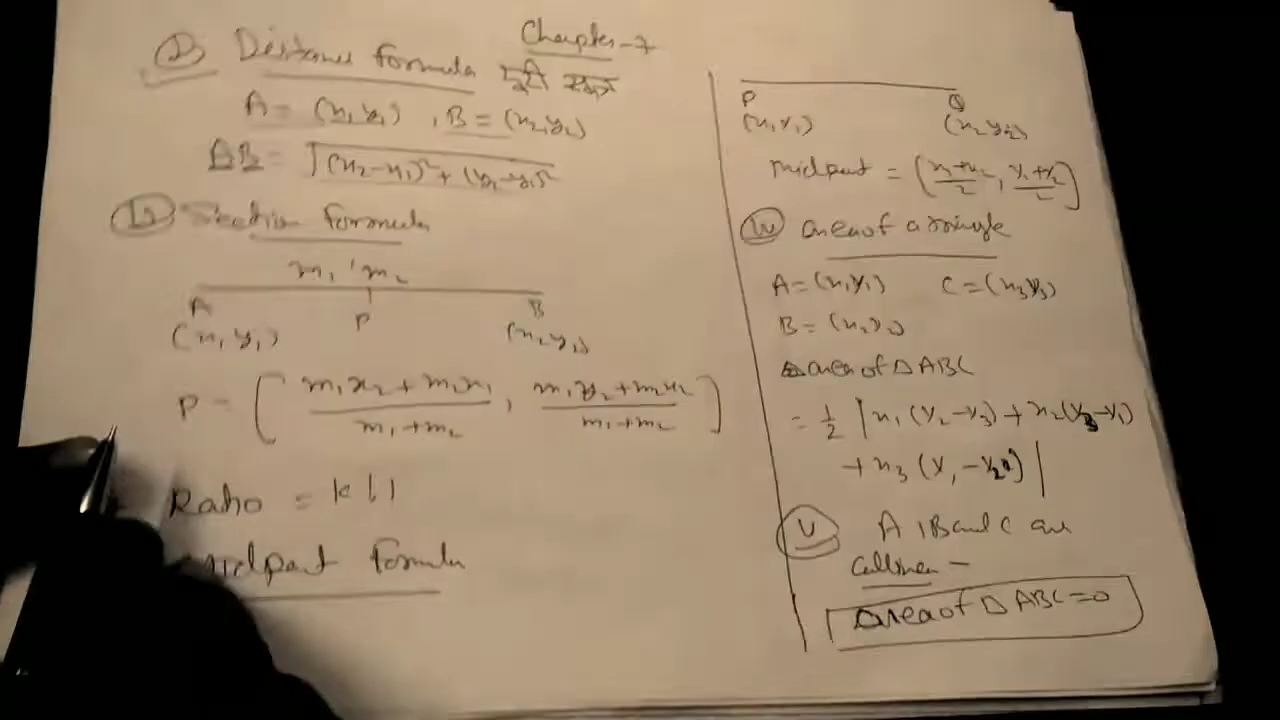 Chapter-7
(i) Distance formula दूरी सूत्र
A = (x₁ y₁) , B = (x₂ y₂)
AB = √(x₂-x₁)² + (y₂-y₁)²
(ii) Section formula
m₁ : m₂
A P B
(x₁ y₁) (x₂ y₂)
P = [ (m₁x₂+m₂x₁)/(m₁+m₂) , (m₁y₂+m₂y₂)/(m₁+m₂) ]
Ratio = k:1
midpoint formula
P Q
(x₁ y₁) (x₂ y₂)
midpoint = ( (x₁+x₂)/2 , (y₁+y₂)/2 ]
(iv) area of a triangle
A = (x₁ y₁) C = (x₃ y₃)
B = (x₂ y₂)
area of △ABC
= 1/2 | x₁ (y₂-y₃) + x₂(y₃-y₁)
+ x₃ (y₁-y₂) |
(v) A, B and C are
Collinear -
area of △ABC=0